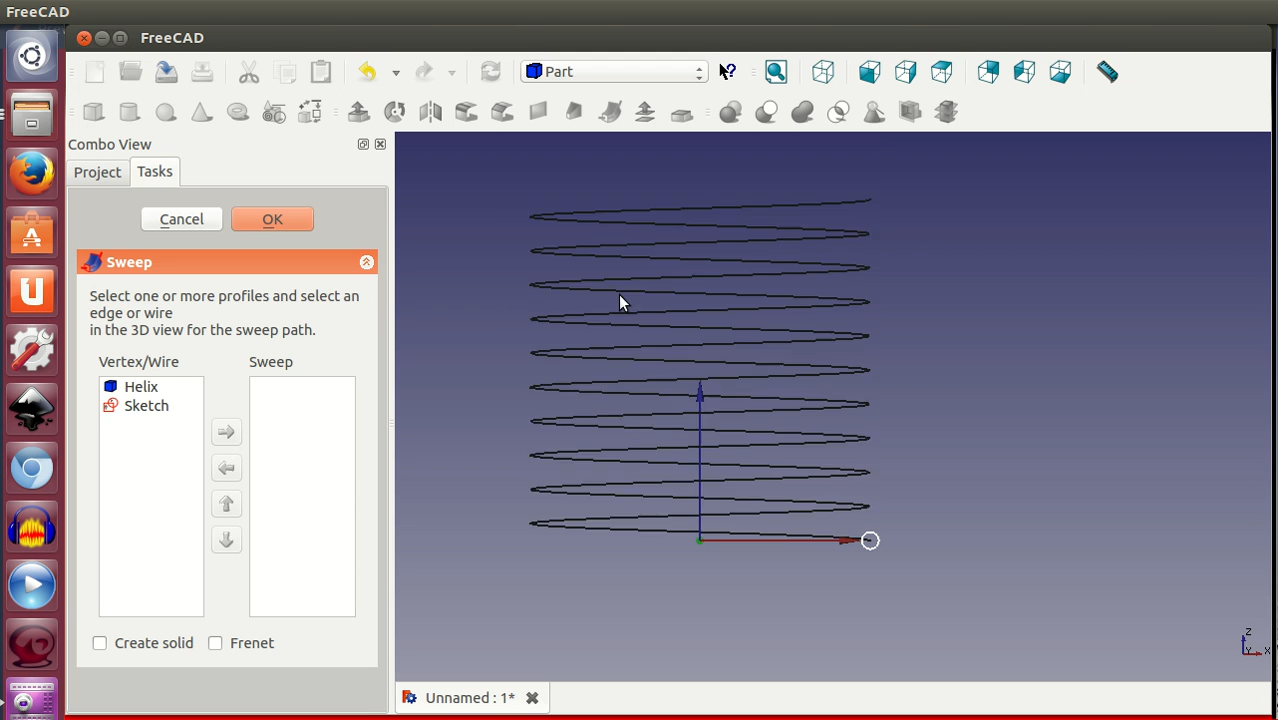 FreeCAD
FreeCAD
Part
Combo View
Project
Tasks
Cancel
OK
Sweep
Select one or more profiles and select an
edge or wire
in the 3D view for the sweep path.
Vertex/Wire
Sweep
Helix
Sketch
Create solid
Frenet
Unnamed : 1*
Z
Y
X